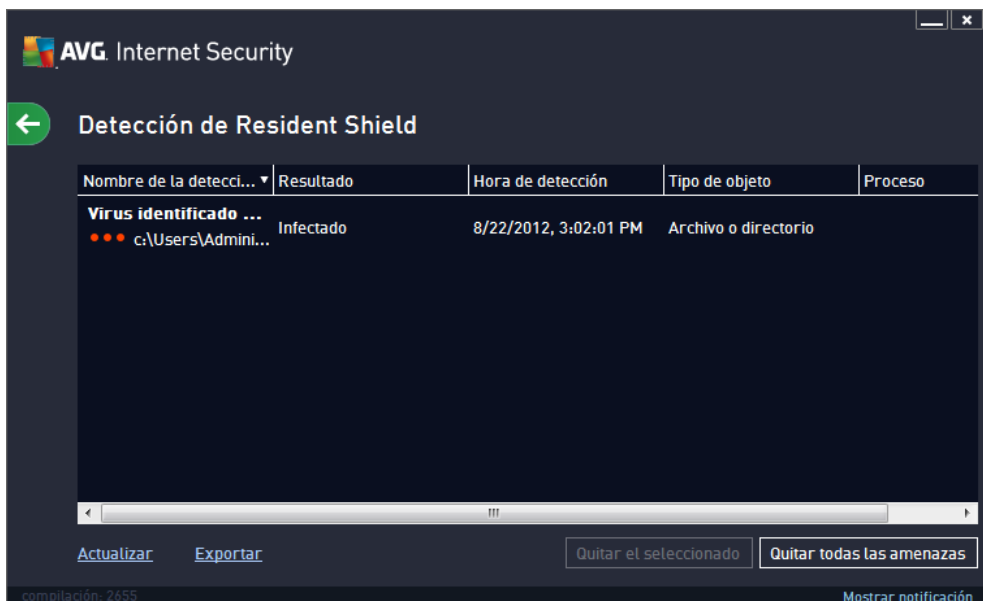 AVG. Internet Security
Detección de Resident Shield
Nombre de la detecci... Resultado Hora de detección Tipo de objeto Proceso
Virus identificado ...
c:\Users\Admini... Infectado 8/22/2012, 3:02:01 PM Archivo o directorio
Actualizar Exportar Quitar el seleccionado Quitar todas las amenazas
compilación: 2655 Mostrar notificación